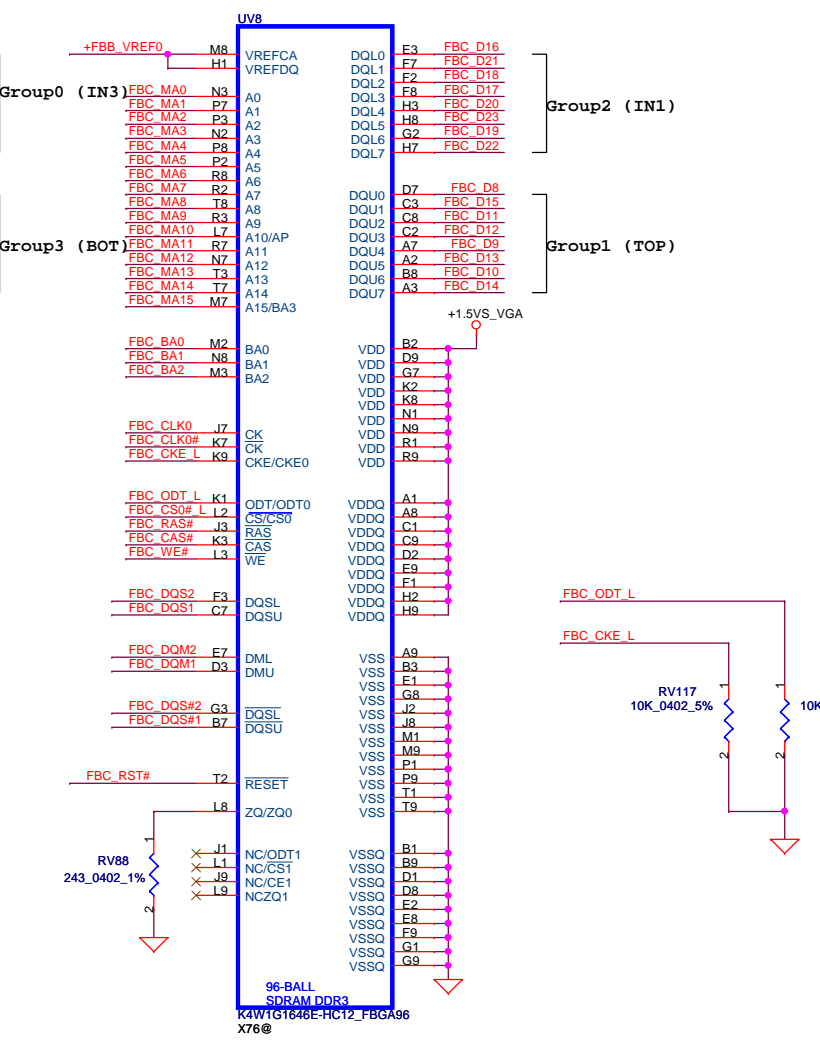 UV8
+FBB_VREF0 M8 VREFCA DQL0 E3 FBC_D16
H1 VREFDQ DQL1 F7 FBC_D21
DQL2 F2 FBC_D18
Group0 (IN3) FBC_MA0 N3 A0 DQL3 F8 FBC_D17 Group2 (IN1)
FBC_MA1 P7 A1 DQL4 H3 FBC_D20
FBC_MA2 P3 A2 DQL5 H8 FBC_D23
FBC_MA3 N2 A3 DQL6 G2 FBC_D19
FBC_MA4 P8 A4 DQL7 H7 FBC_D22
FBC_MA5 P2 A5
FBC_MA6 R8 A6
FBC_MA7 R2 A7 DQU0 D7 FBC_D8
FBC_MA8 T8 A8 DQU1 C3 FBC_D15
FBC_MA9 R3 A9 DQU2 C8 FBC_D11
FBC_MA10 L7 A10/AP DQU3 C2 FBC_D12
Group3 (BOT) FBC_MA11 R7 A11 DQU4 A7 FBC_D9 Group1 (TOP)
FBC_MA12 N7 A12 DQU5 A2 FBC_D13
FBC_MA13 T3 A13 DQU6 B8 FBC_D10
FBC_MA14 T7 A14 DQU7 A3 FBC_D14
FBC_MA15 M7 A15/BA3
+1.5VS_VGA
FBC_BA0 M2 BA0 VDD B2
FBC_BA1 N8 BA1 VDD D9
FBC_BA2 M3 BA2 VDD G7
VDD K2
VDD K8
VDD N1
FBC_CLK0 J7 CK VDD N9
FBC_CLK0# K7 CK VDD R1
FBC_CKE_L K9 CKE/CKE0 VDD R9
FBC_ODT_L K1 ODT/ODT0 VDDQ A1
FBC_CS0#_L L2 CS/CS0 VDDQ A8
FBC_RAS# J3 RAS VDDQ C1
FBC_CAS# K3 CAS VDDQ C9
FBC_WE# L3 WE VDDQ D2
VDDQ E9
VDDQ F1
FBC_DQS2 F3 DQSL VDDQ H2 FBC_ODT_L
FBC_DQS1 C7 DQSU VDDQ H9
FBC_CKE_L
FBC_DQM2 E7 DML VSS A9
FBC_DQM1 D3 DMU VSS B3
VSS E1 1 1
VSS G8 RV117
FBC_DQS#2 G3 DQSL VSS J2 10K_0402_5% 10K
FBC_DQS#1 B7 DQSU VSS J8
VSS M1
VSS M9 2 2
VSS P1
FBC_RST# T2 RESET VSS P9
VSS T1
L8 ZQ/ZQ0 VSS T9
1
J1 NC/ODT1 VSSQ B1
RV88 L1 NC/CS1 VSSQ B9
243_0402_1% J9 NC/CE1 VSSQ D1
L9 NCZQ1 VSSQ D8
2 VSSQ E2
VSSQ E8
VSSQ F9
VSSQ G1
VSSQ G9
96-BALL
SDRAM DDR3
K4W1G1646E-HC12_FBGA96
X76@